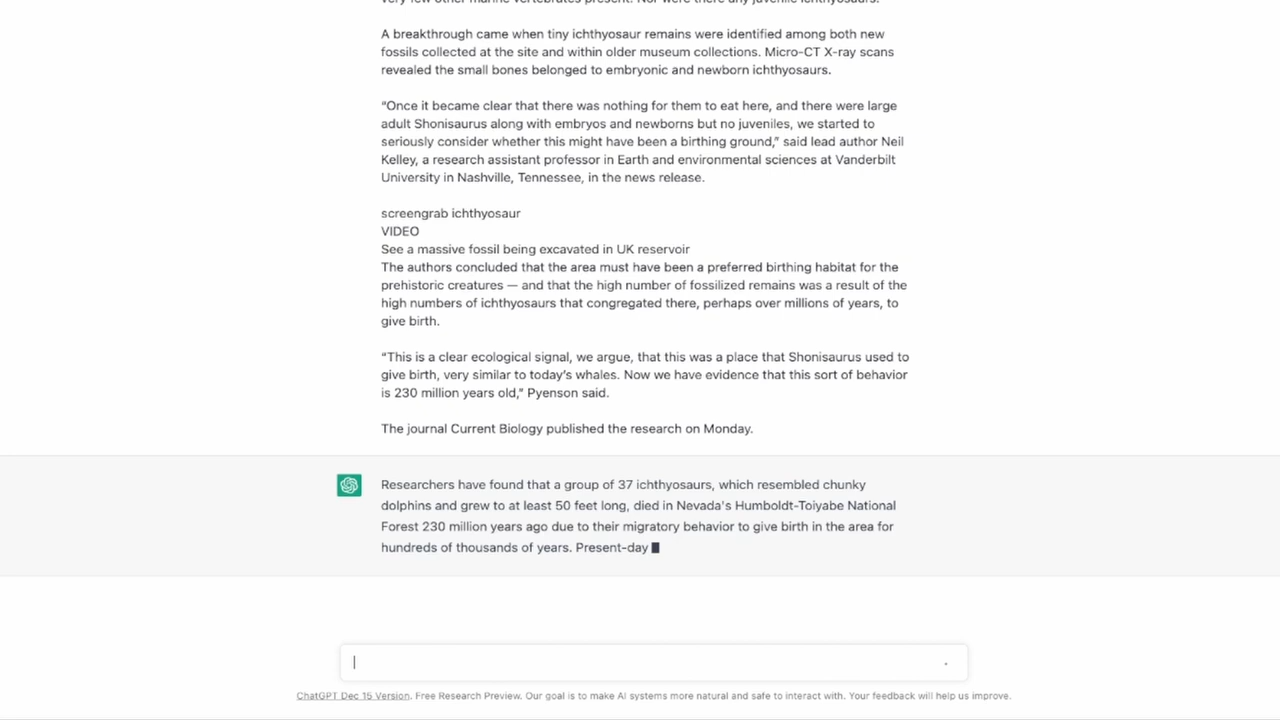 very few other marine vertebrates present. Nor were there any juvenile ichthyosaurs.
A breakthrough came when tiny ichthyosaur remains were identified among both new
fossils collected at the site and within older museum collections. Micro-CT X-ray scans
revealed the small bones belonged to embryonic and newborn ichthyosaurs.
“Once it became clear that there was nothing for them to eat here, and there were large
adult Shonisaurus along with embryos and newborns but no juveniles, we started to
seriously consider whether this might have been a birthing ground,” said lead author Neil
Kelley, a research assistant professor in Earth and environmental sciences at Vanderbilt
University in Nashville, Tennessee, in the news release.
screengrab ichthyosaur
VIDEO
See a massive fossil being excavated in UK reservoir
The authors concluded that the area must have been a preferred birthing habitat for the
prehistoric creatures — and that the high number of fossilized remains was a result of the
high numbers of ichthyosaurs that congregated there, perhaps over millions of years, to
give birth.
“This is a clear ecological signal, we argue, that this was a place that Shonisaurus used to
give birth, very similar to today’s whales. Now we have evidence that this sort of behavior
is 230 million years old,” Pyenson said.
The journal Current Biology published the research on Monday.
Researchers have found that a group of 37 ichthyosaurs, which resembled chunky
dolphins and grew to at least 50 feet long, died in Nevada's Humboldt-Toiyabe National
Forest 230 million years ago due to their migratory behavior to give birth in the area for
hundreds of thousands of years. Present-day
ChatGPT Dec 15 Version. Free Research Preview. Our goal is to make AI systems more natural and safe to interact with. Your feedback will help us improve.